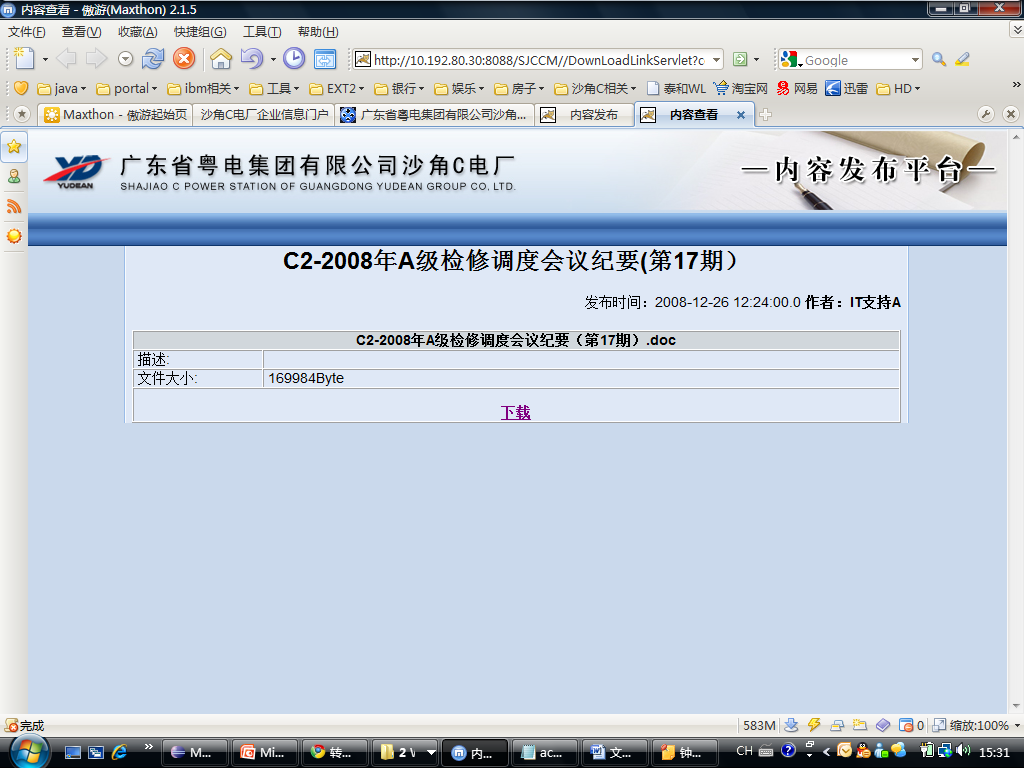 内容查看 - 傲游(Maxthon) 2.1.5
文件(F) 查看(V) 收藏(A) 快捷组(G) 工具(T) 帮助(H)
http://10.192.80.30:8088/SJCCM//DownLoadLinkServlet?c Google
java portal ibm相关 工具 EXT2 银行 娱乐 房子 沙角C相关 泰和WL 淘宝网 网易 迅雷 HD »
Maxthon - 傲游起始页 沙角C电厂企业信息门户 广东省粤电集团有限公司沙角... 内容发布 内容查看
YD YUDEAN 广东省粤电集团有限公司沙角C电厂
SHAJIAO C POWER STATION OF GUANGDONG YUDEAN GROUP CO. LTD.
—内容发布平台—
C2-2008年A级检修调度会议纪要(第17期）
发布时间：2008-12-26 12:24:00.0 作者：IT支持A
C2-2008年A级检修调度会议纪要（第17期）.doc
描述:
文件大小: 169984Byte
下载
完成 583M 0 缩放:100%
» M... Mi... 转... 2 \ 内... ac... 文... 钟... CH 15:31